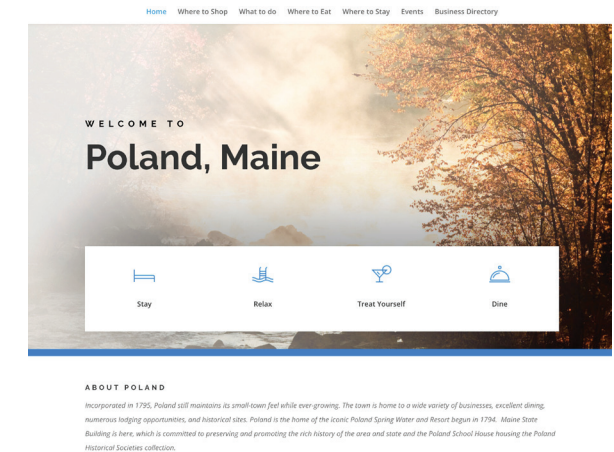 Home Where to Shop What to do Where to Eat Where to Stay Events Business Directory
WELCOME TO
Poland, Maine
Stay Relax Treat Yourself Dine
ABOUT POLAND
Incorporated in 1795, Poland still maintains its small-town feel while ever-growing. The town is home to a wide variety of businesses, excellent dining,
numerous lodging opportunities, and historical sites. Poland is the home of the iconic Poland Spring Water and Resort begun in 1794. Maine State
Building is here, which is committed to preserving and promoting the rich history of the area and state and the Poland School House housing the Poland
Historical Societies collection.